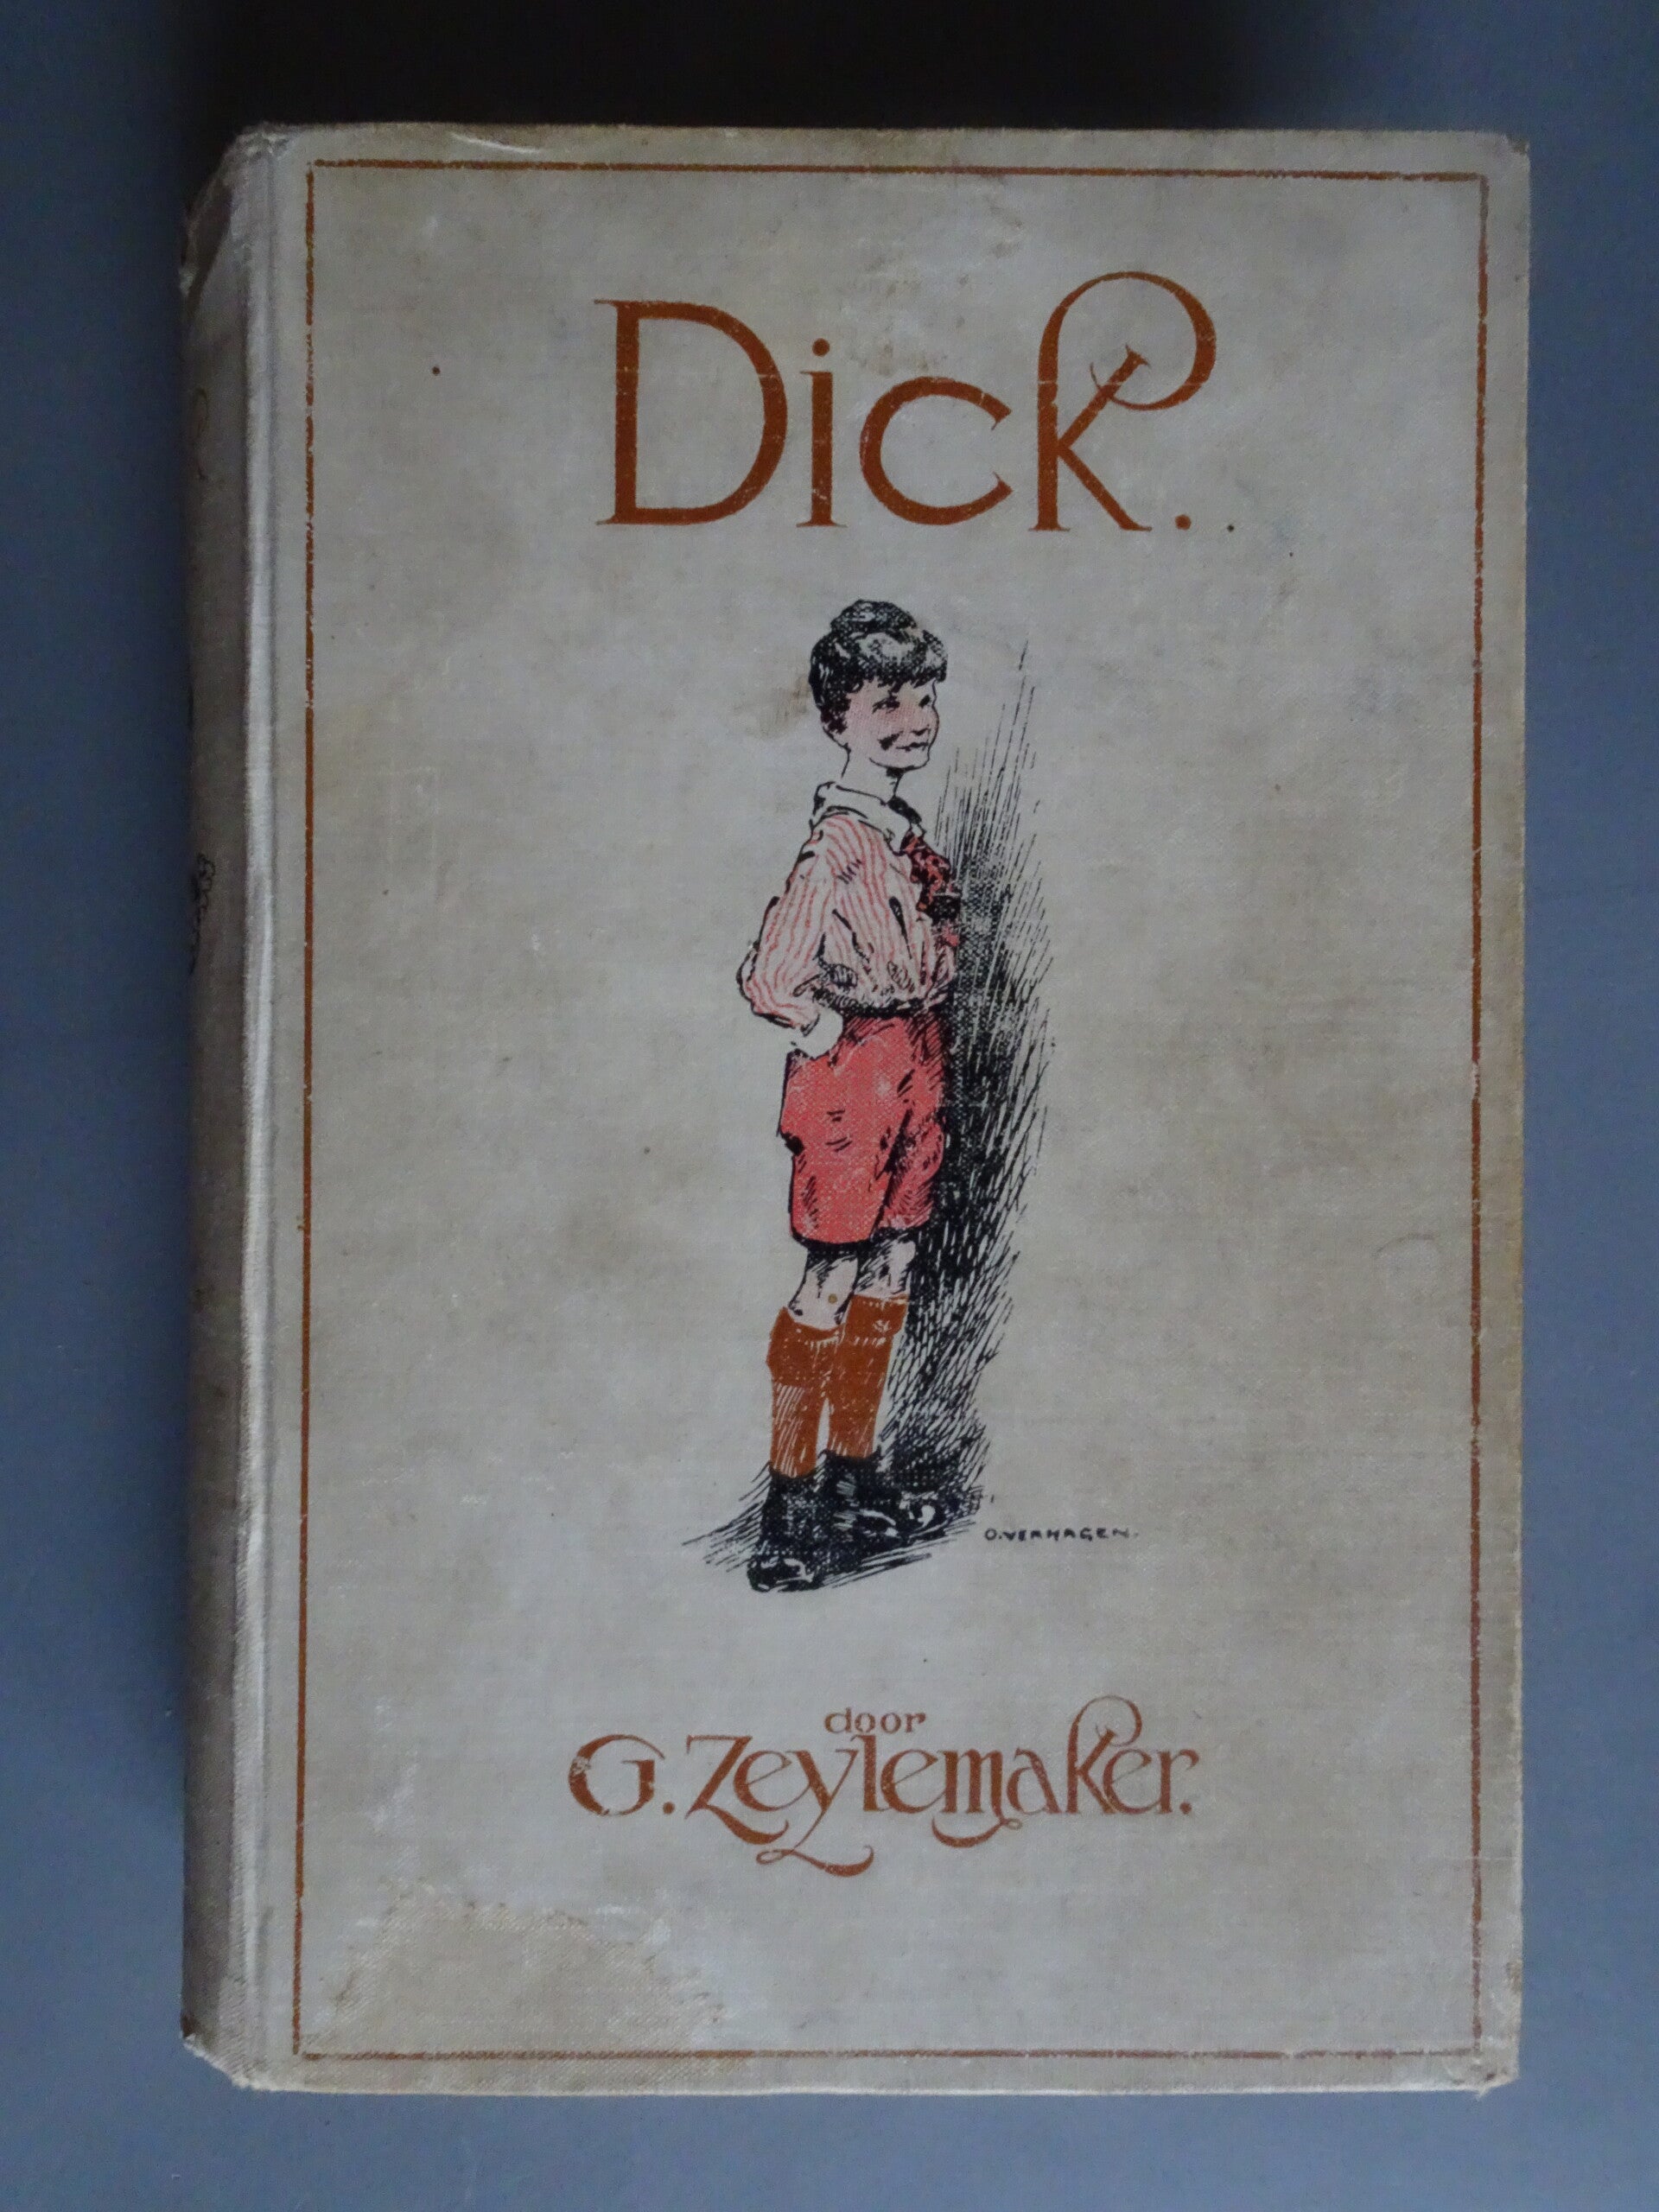 Dick.
O. VERHAGEN.
door
G. Zeylemaker.